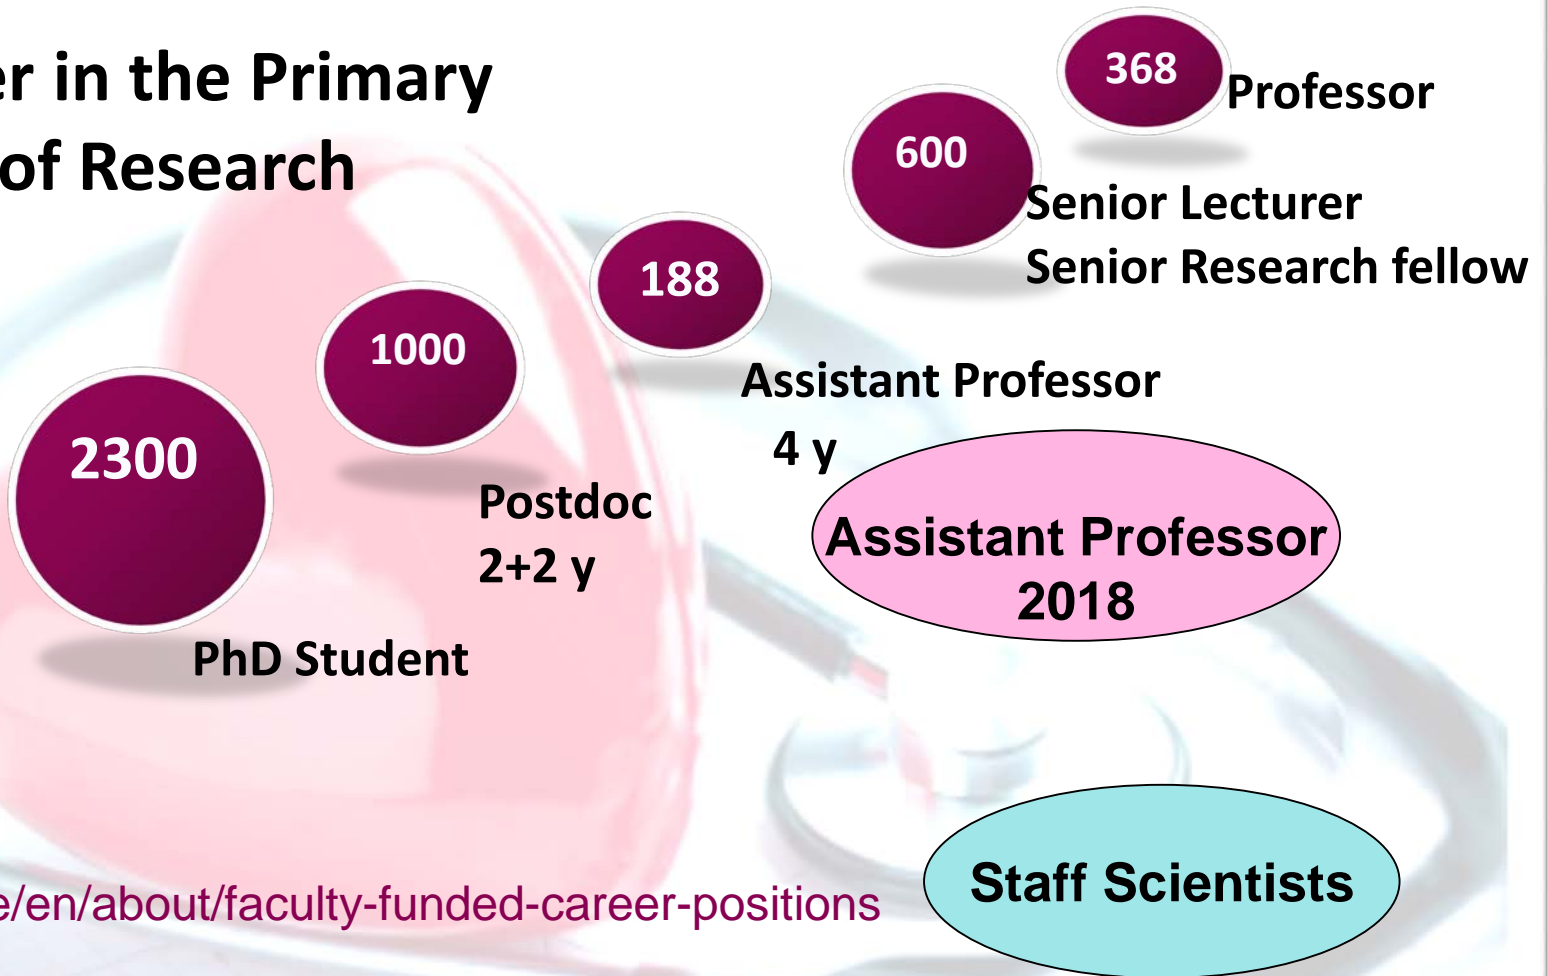 er in the Primary
of Research
368
Professor
600
Senior Lecturer
Senior Research fellow
188
Assistant Professor
4 y
1000
Postdoc
2+2 y
2300
PhD Student
Assistant Professor
2018
Staff Scientists
e/en/about/faculty-funded-career-positions